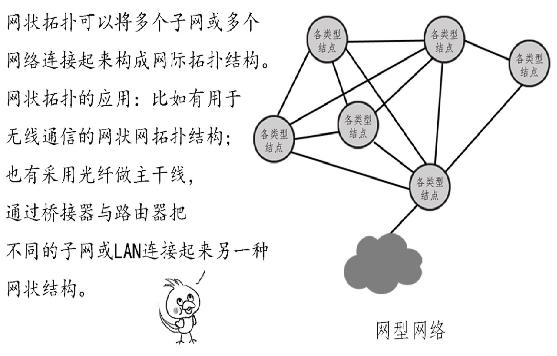 网状拓扑可以将多个子网或多个
网络连接起来构成网际拓扑结构。
网状拓扑的应用：比如有用于
无线通信的网状网拓扑结构；
也有采用光纤做主干线，
通过桥接器与路由器把
不同的子网或LAN连接起来另一种
网状结构。
各类型
结点
各类型
结点
各类型
结点
各类型
结点
各类型
结点
各类型
结点
网型网络